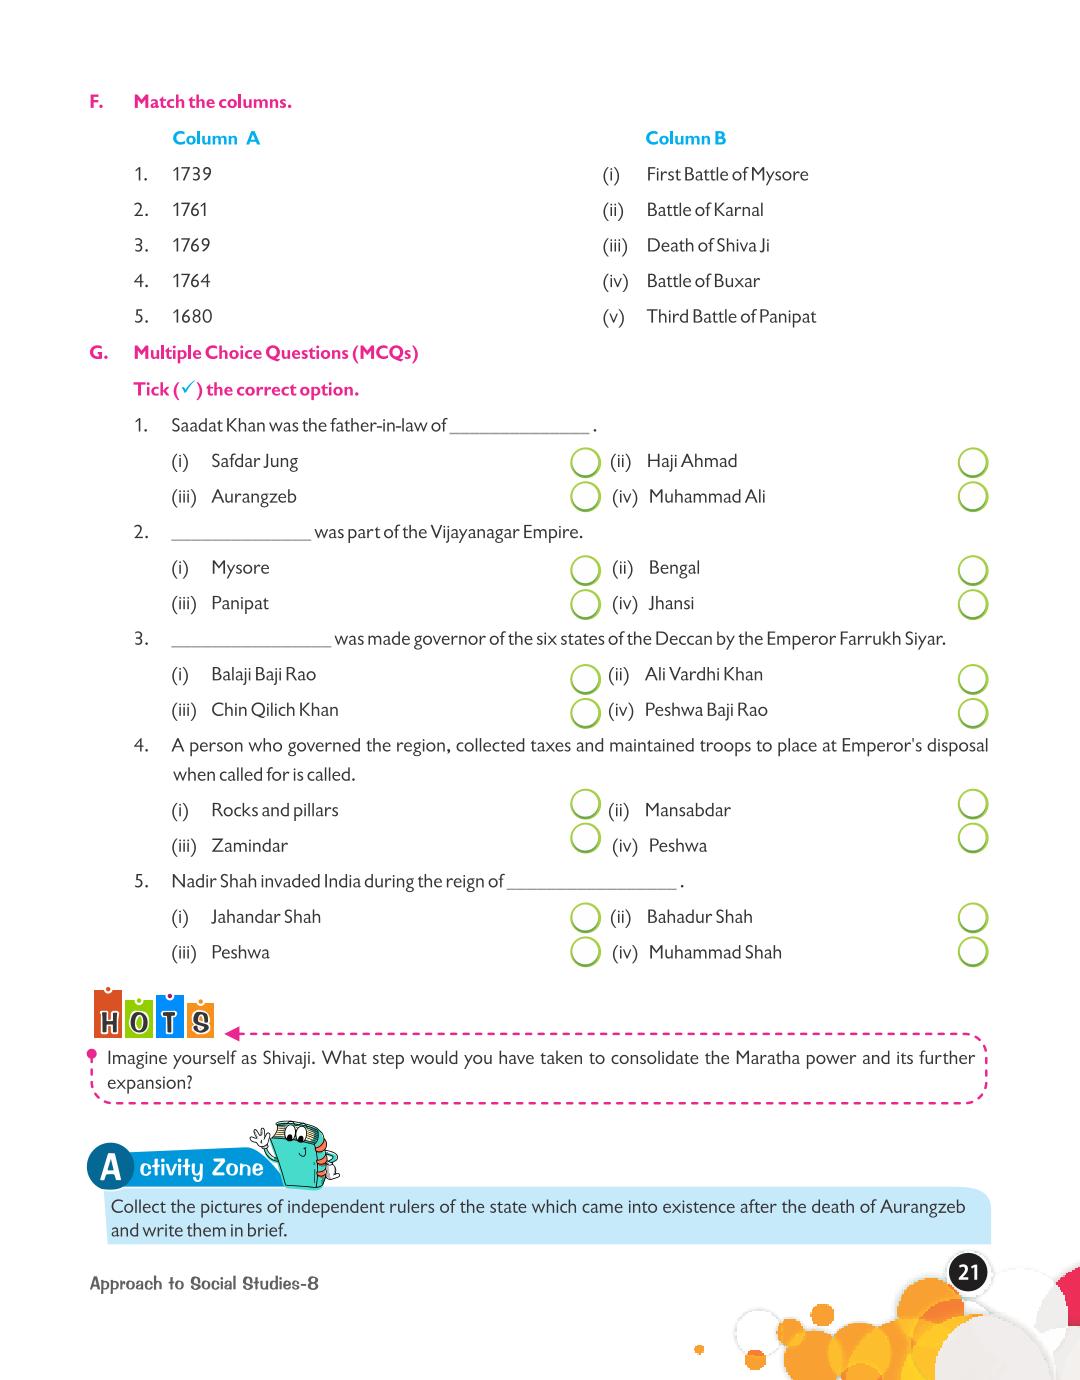 F. Match the columns.
Column A Column B
1. 1739 (i) First Battle of Mysore
2. 1761 (ii) Battle of Karnal
3. 1769 (iii) Death of Shiva Ji
4. 1764 (iv) Battle of Buxar
5. 1680 (v) Third Battle of Panipat
G. Multiple Choice Questions (MCQs)
Tick (✓) the correct option.
1. Saadat Khan was the father-in-law of ______________ .
(i) Safdar Jung (ii) Haji Ahmad
(iii) Aurangzeb (iv) Muhammad Ali
2. ______________ was part of the Vijayanagar Empire.
(i) Mysore (ii) Bengal
(iii) Panipat (iv) Jhansi
3. ________________ was made governor of the six states of the Deccan by the Emperor Farrukh Siyar.
(i) Balaji Baji Rao (ii) Ali Vardhi Khan
(iii) Chin Qilich Khan (iv) Peshwa Baji Rao
4. A person who governed the region, collected taxes and maintained troops to place at Emperor's disposal
when called for is called.
(i) Rocks and pillars (ii) Mansabdar
(iii) Zamindar (iv) Peshwa
5. Nadir Shah invaded India during the reign of _________________ .
(i) Jahandar Shah (ii) Bahadur Shah
(iii) Peshwa (iv) Muhammad Shah
HOTS
Imagine yourself as Shivaji. What step would you have taken to consolidate the Maratha power and its further
expansion?
Activity Zone
Collect the pictures of independent rulers of the state which came into existence after the death of Aurangzeb
and write them in brief.
Approach to Social Studies-8 21